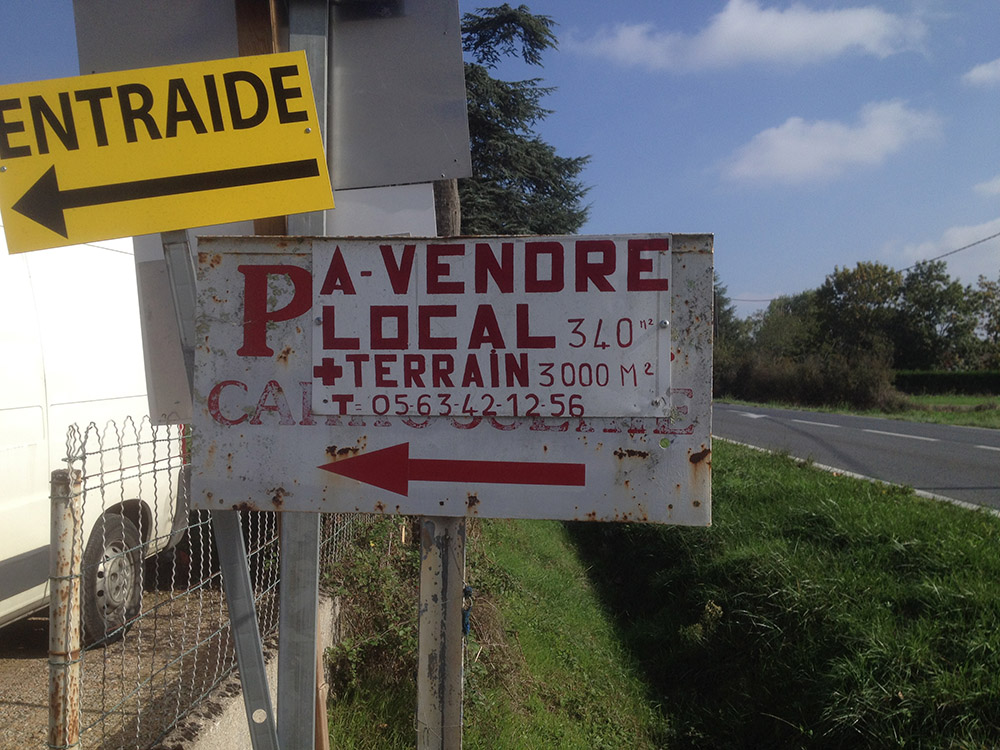 ENTRAIDE
P
A-VENDRE
LOCAL 340 m²
+TERRAIN 3000 M²
T= 05-63-42-12-56